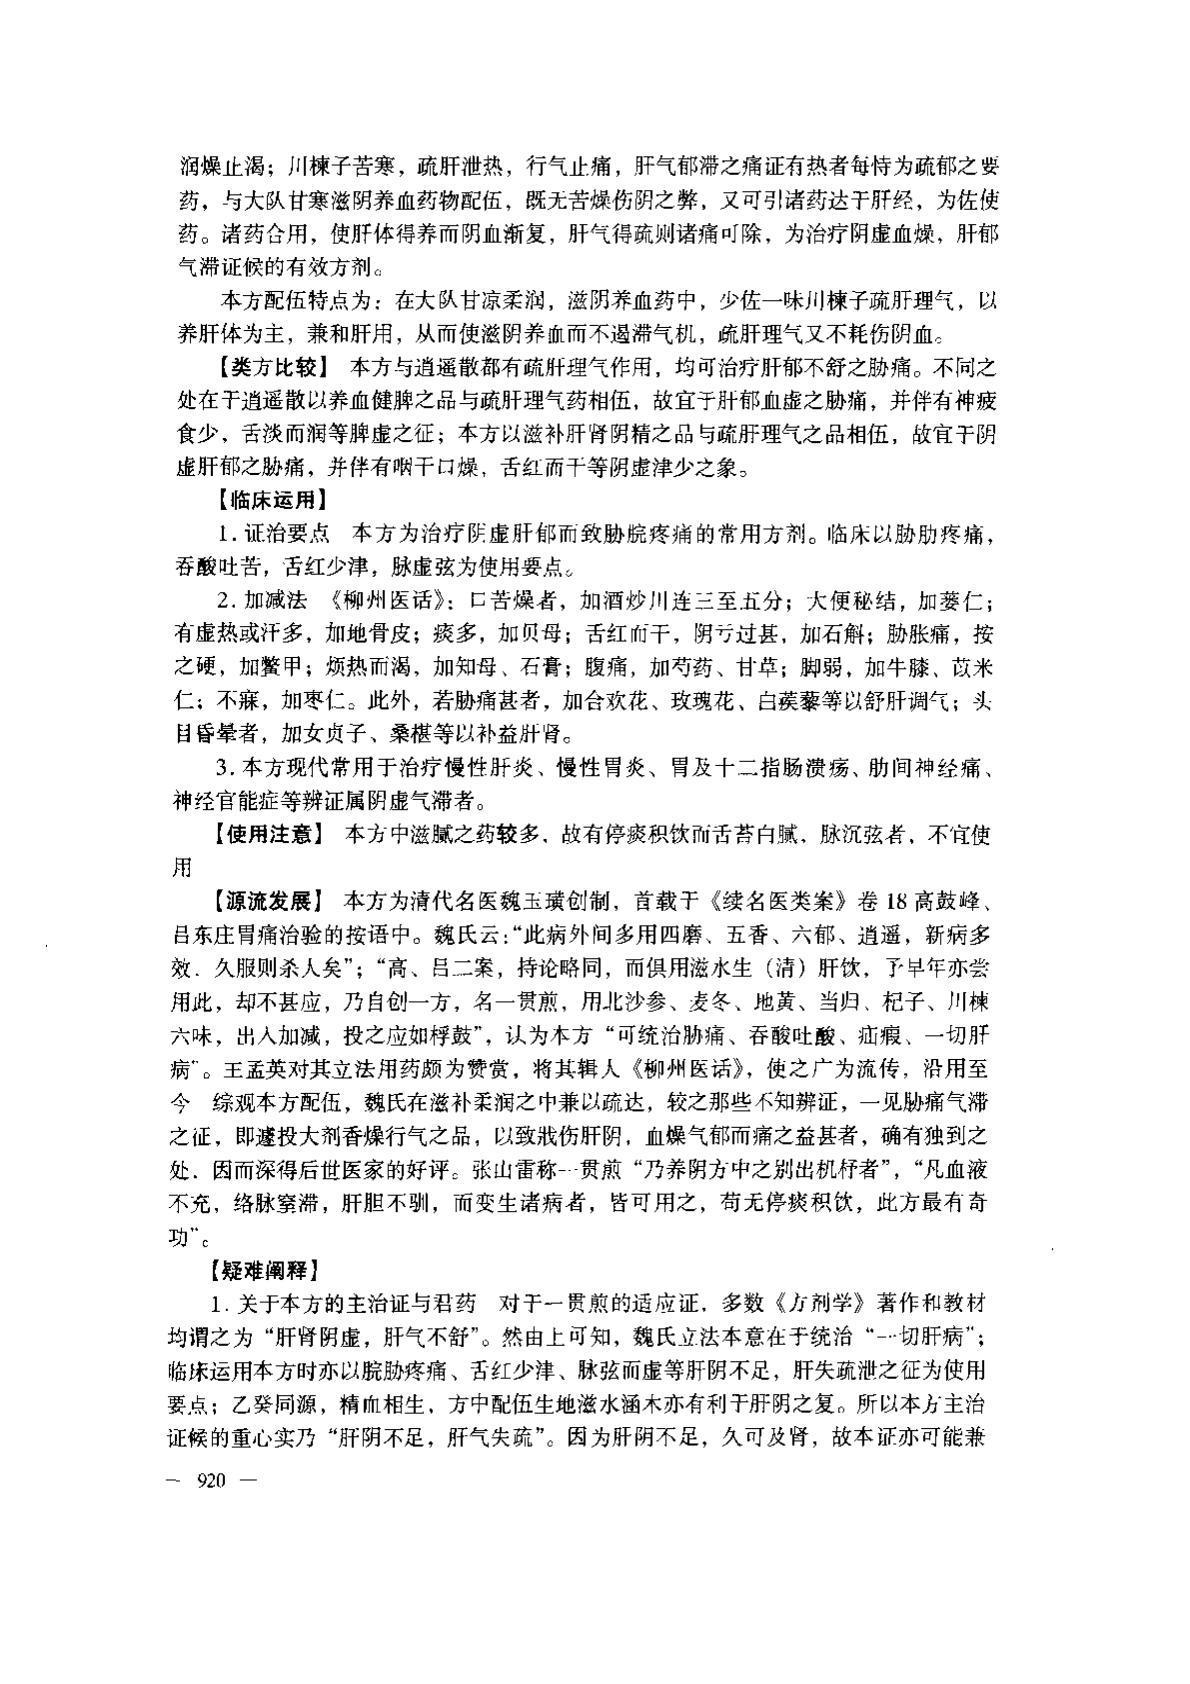 润燥止渴；川楝子苦寒，疏肝泄热，行气止痛，肝气郁滞之痛证有热者每恃为疏郁之要
药，与大队甘寒滋阴养血药物配伍，既无苦燥伤阴之弊，又可引诸药达于肝经，为佐使
药。诸药合用，使肝体得养而阴血渐复，肝气得疏则诸痛可除，为治疗阴虚血燥，肝郁
气滞证候的有效方剂。
本方配伍特点为：在大队甘凉柔润，滋阴养血药中，少佐一味川楝子疏肝理气，以
养肝体为主，兼和肝用，从而使滋阴养血而不遏滞气机，疏肝理气又不耗伤阴血。
【类方比较】 本方与逍遥散都有疏肝理气作用，均可治疗肝郁不舒之胁痛。不同之
处在于逍遥散以养血健脾之品与疏肝理气药相伍，故宜于肝郁血虚之胁痛，并伴有神疲
食少，舌淡而润等脾虚之征；本方以滋补肝肾阴精之品与疏肝理气之品相伍，故宜于阴
虚肝郁之胁痛，并伴有咽干口燥，舌红而干等阴虚津少之象。
【临床运用】
1. 证治要点 本方为治疗阴虚肝郁而致胁脘疼痛的常用方剂。临床以胁肋疼痛，
吞酸吐苦，舌红少津，脉虚弦为使用要点。
2. 加减法 《柳州医话》：口苦燥者，加酒炒川连三至五分；大便秘结，加蒌仁；
有虚热或汗多，加地骨皮；痰多，加贝母；舌红而干，阴亏过甚，加石斛；胁胀痛，按
之硬，加鳖甲；烦热而渴，加知母、石膏；腹痛，加芍药、甘草；脚弱，加牛膝、苡米
仁；不寐，加枣仁。此外，若胁痛甚者，加合欢花、玫瑰花、白蒺藜等以舒肝调气；头
目昏晕者，加女贞子、桑椹等以补益肝肾。
3. 本方现代常用于治疗慢性肝炎、慢性胃炎、胃及十二指肠溃疡、肋间神经痛、
神经官能症等辨证属阴虚气滞者。
【使用注意】 本方中滋腻之药较多，故有停痰积饮而舌苔白腻，脉沉弦者，不宜使
用
【源流发展】 本方为清代名医魏玉璜创制，首载于《续名医类案》卷 18 高鼓峰、
吕东庄胃痛治验的按语中。魏氏云：“此病外间多用四磨、五香、六郁、逍遥，新病多
效．久服则杀人矣”；“高、吕二案，持论略同，而俱用滋水生（清）肝饮，予早年亦尝
用此，却不甚应，乃自创一方，名一贯煎，用北沙参、麦冬、地黄、当归、杞子、川楝
六味，出入加减，投之应如桴鼓”，认为本方“可统治胁痛、吞酸吐酸、疝瘕、一切肝
病”。王孟英对其立法用药颇为赞赏，将其辑人《柳州医话》，使之广为流传，沿用至
今 综观本方配伍，魏氏在滋补柔润之中兼以疏达，较之那些不知辨证，一见胁痛气滞
之征，即遽投大剂香燥行气之品，以致戕伤肝阴，血燥气郁而痛之益甚者，确有独到之
处．因而深得后世医家的好评。张山雷称一贯煎“乃养阴方中之别出机杼者”，“凡血液
不充，络脉窒滞，肝胆不驯，而变生诸病者，皆可用之，苟无停痰积饮，此方最有奇
功”。
【疑难阐释】
1. 关于本方的主治证与君药 对于一贯煎的适应证，多数《方剂学》著作和教材
均谓之为“肝肾阴虚，肝气不舒”。然由上可知，魏氏立法本意在于统治“一切肝病”；
临床运用本方时亦以脘胁疼痛、舌红少津、脉弦而虚等肝阴不足，肝失疏泄之征为使用
要点；乙癸同源，精血相生，方中配伍生地滋水涵木亦有利于肝阴之复。所以本方主治
证候的重心实乃“肝阴不足，肝气失疏”。因为肝阴不足，久可及肾，故本证亦可能兼
— 920 —